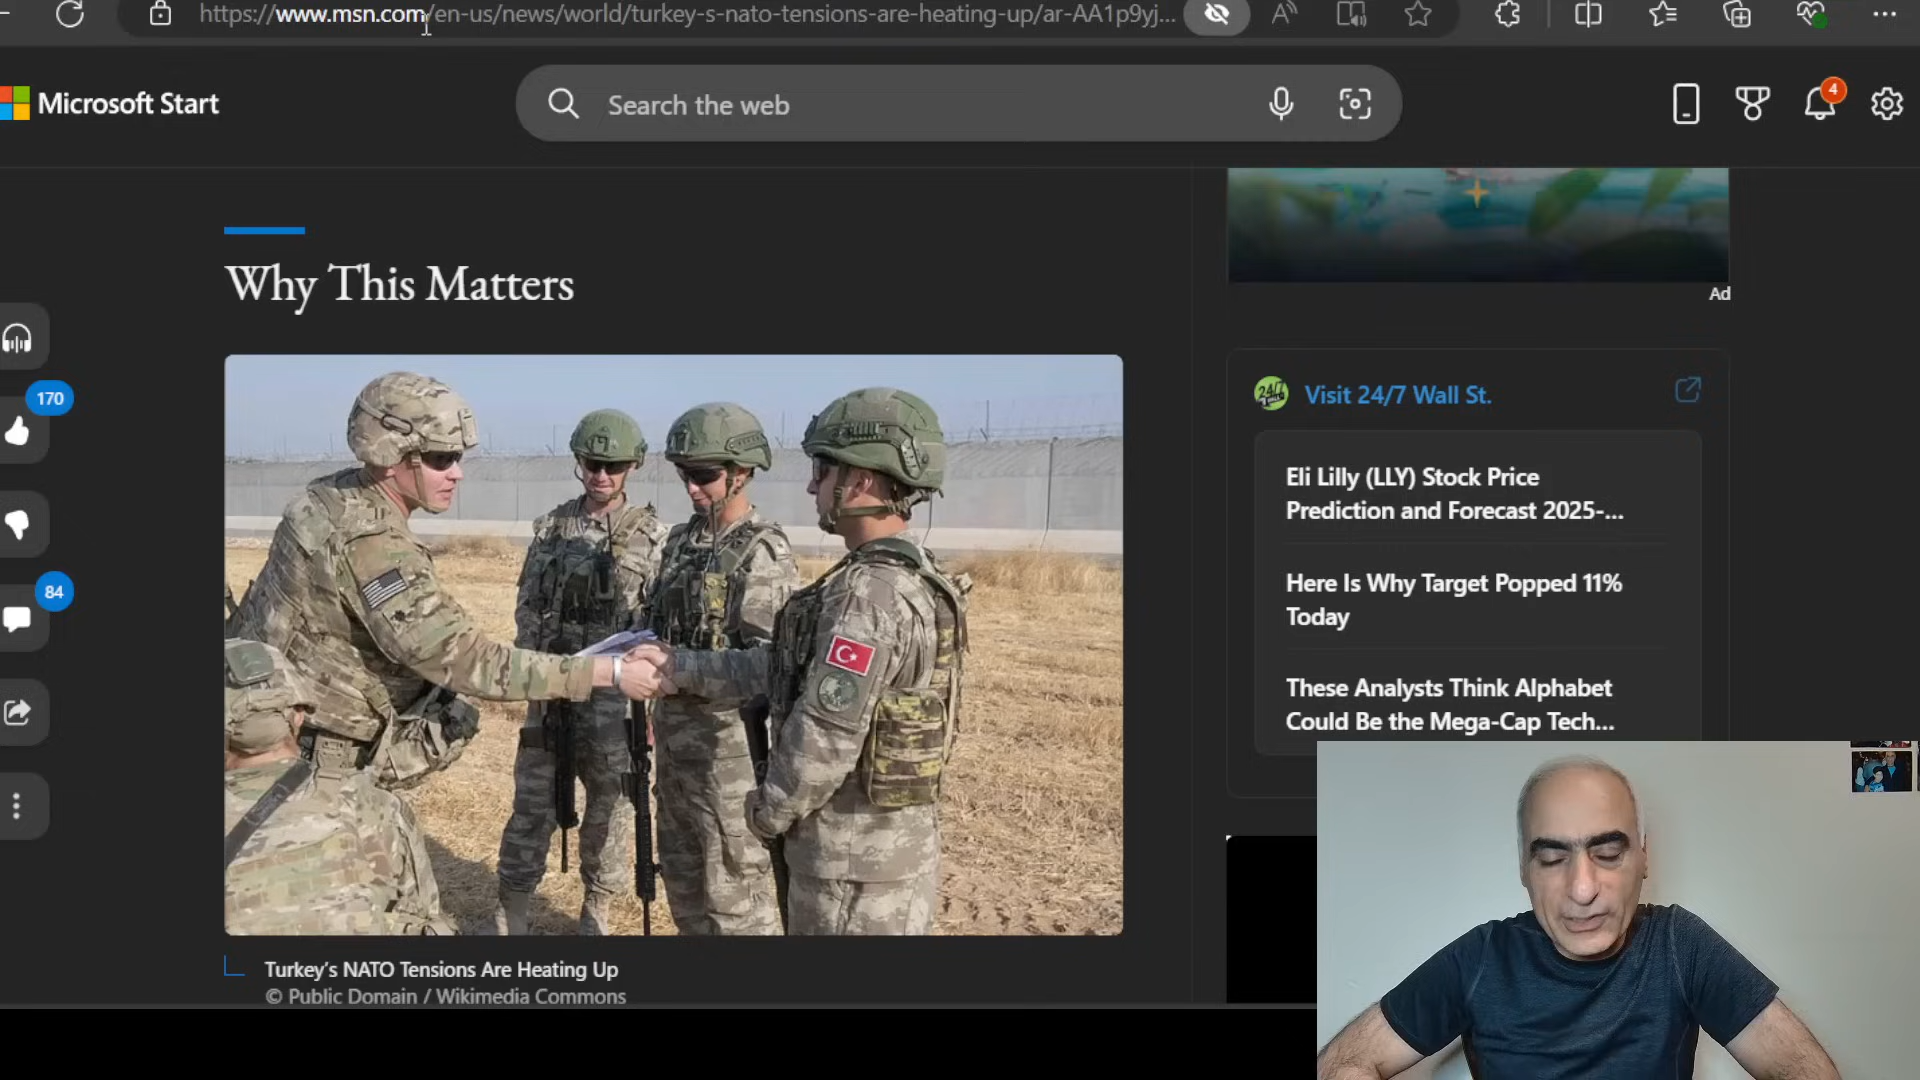 https://www.msn.com/en-us/news/world/turkey-s-nato-tensions-are-heating-up/ar-AA1p9yj...
Microsoft Start
Search the web
4
Why This Matters
Ad
170
84
24/7
Visit 24/7 Wall St.
Eli Lilly (LLY) Stock Price
Prediction and Forecast 2025-...
Here Is Why Target Popped 11%
Today
These Analysts Think Alphabet
Could Be the Mega-Cap Tech...
Turkey's NATO Tensions Are Heating Up
© Public Domain / Wikimedia Commons